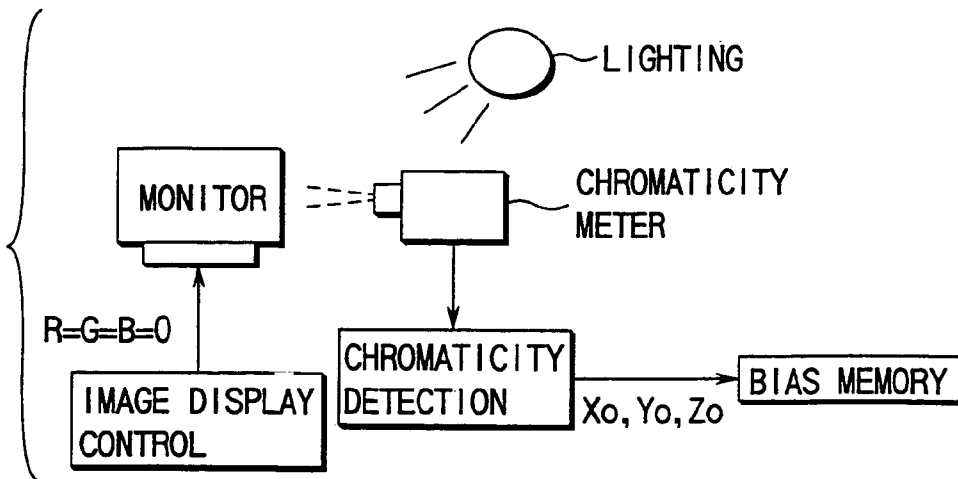 LIGHTING
MONITOR
CHROMATICITY
METER
R=G=B=0
IMAGE DISPLAY
CONTROL
CHROMATICITY
DETECTION
Xo, Yo, Zo
BIAS MEMORY